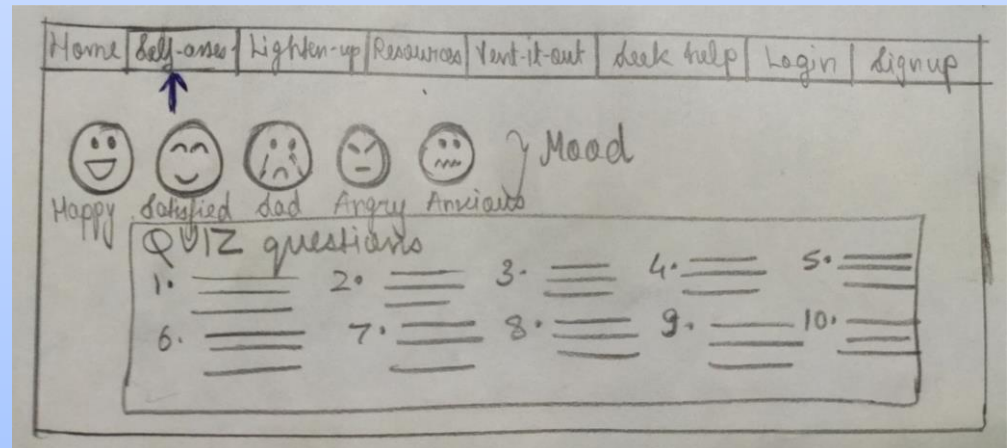 Home Self-asses Lighten-up Resources Vent-it-out Seek help Login Signup
Mood
Happy Satisfied Sad Angry Anxious
QUIZ questions
1. 2. 3. 4. 5.
6. 7. 8. 9. 10.